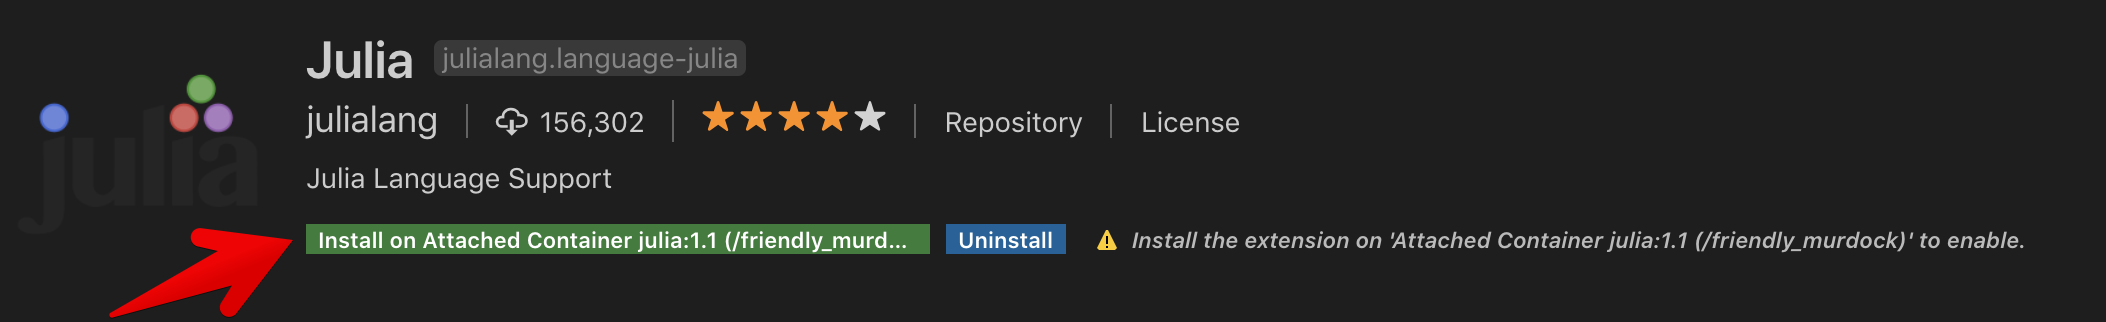 Julia julialang.language-julia
julia
julialang 156,302 Repository License
Julia Language Support
Install on Attached Container julia:1.1 (/friendly_murd... Uninstall Install the extension on 'Attached Container julia:1.1 (/friendly_murdock)' to enable.